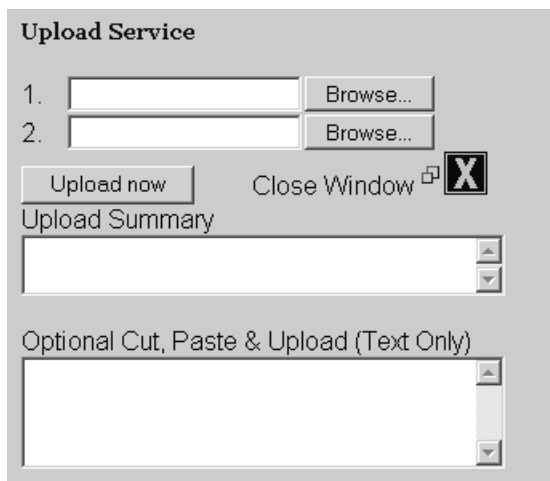 Upload Service
1. Browse...
2. Browse...
Upload now Close Window X
Upload Summary
Optional Cut, Paste & Upload (Text Only)